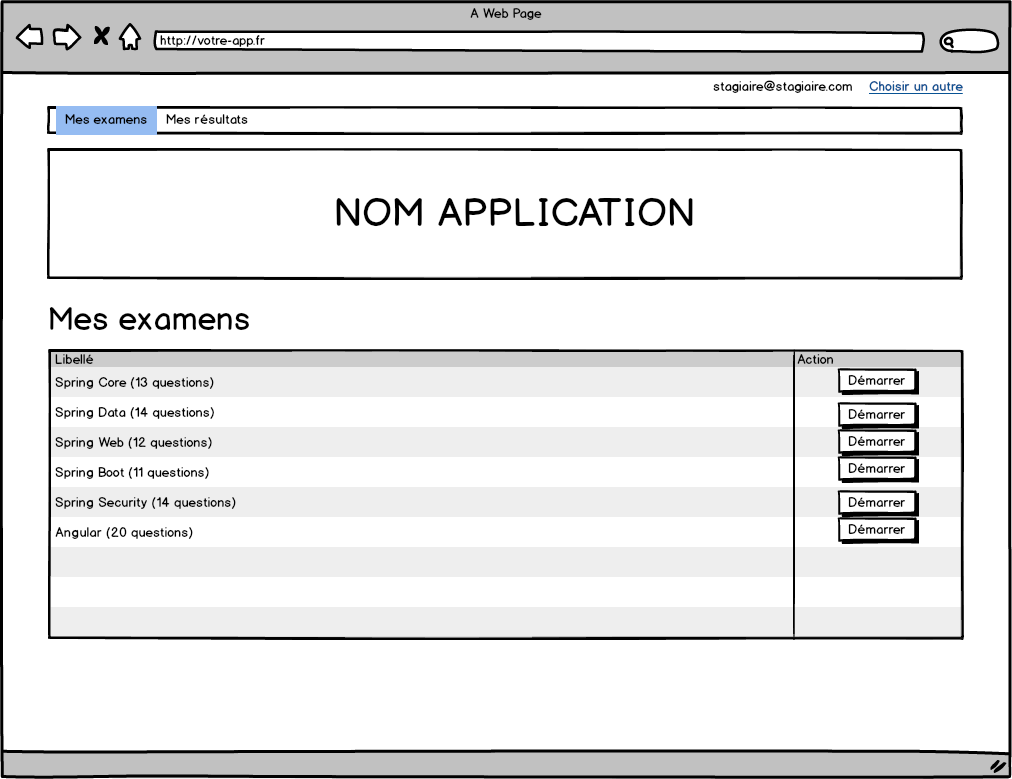 A Web Page
http://votre-app.fr
stagiaire@stagiaire.com Choisir un autre
Mes examens Mes résultats
NOM APPLICATION
Mes examens
Libellé Action
Spring Core (13 questions) Démarrer
Spring Data (14 questions) Démarrer
Spring Web (12 questions) Démarrer
Spring Boot (11 questions) Démarrer
Spring Security (14 questions) Démarrer
Angular (20 questions) Démarrer